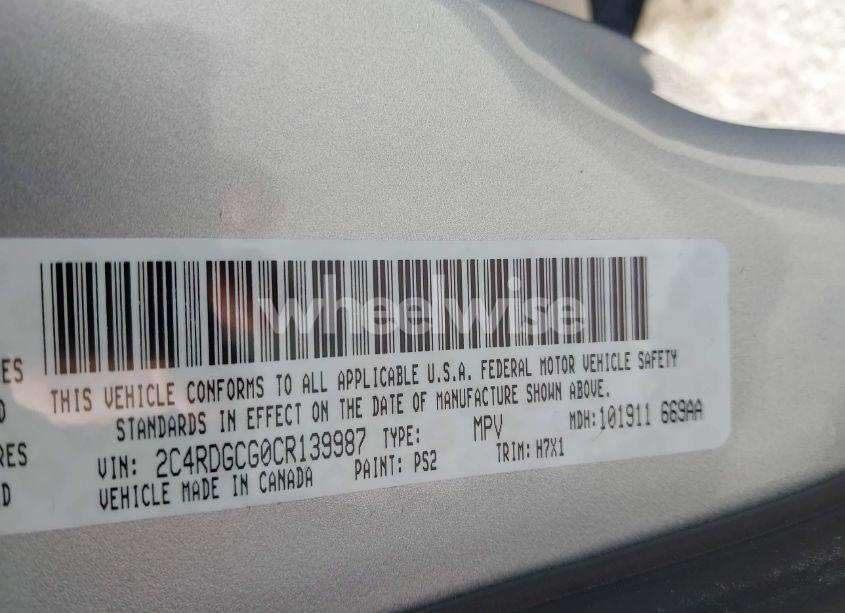 wheelwise
ES
THIS VEHICLE CONFORMS TO ALL APPLICABLE U.S.A. FEDERAL MOTOR VEHICLE SAFETY
D
STANDARDS IN EFFECT ON THE DATE OF MANUFACTURE SHOWN ABOVE.
RES
VIN: 2C4RDGCG0CR139987 TYPE: MPV MDH: 101911 669AA
D
VEHICLE MADE IN CANADA PAINT: PS2 TRIM: H7X1